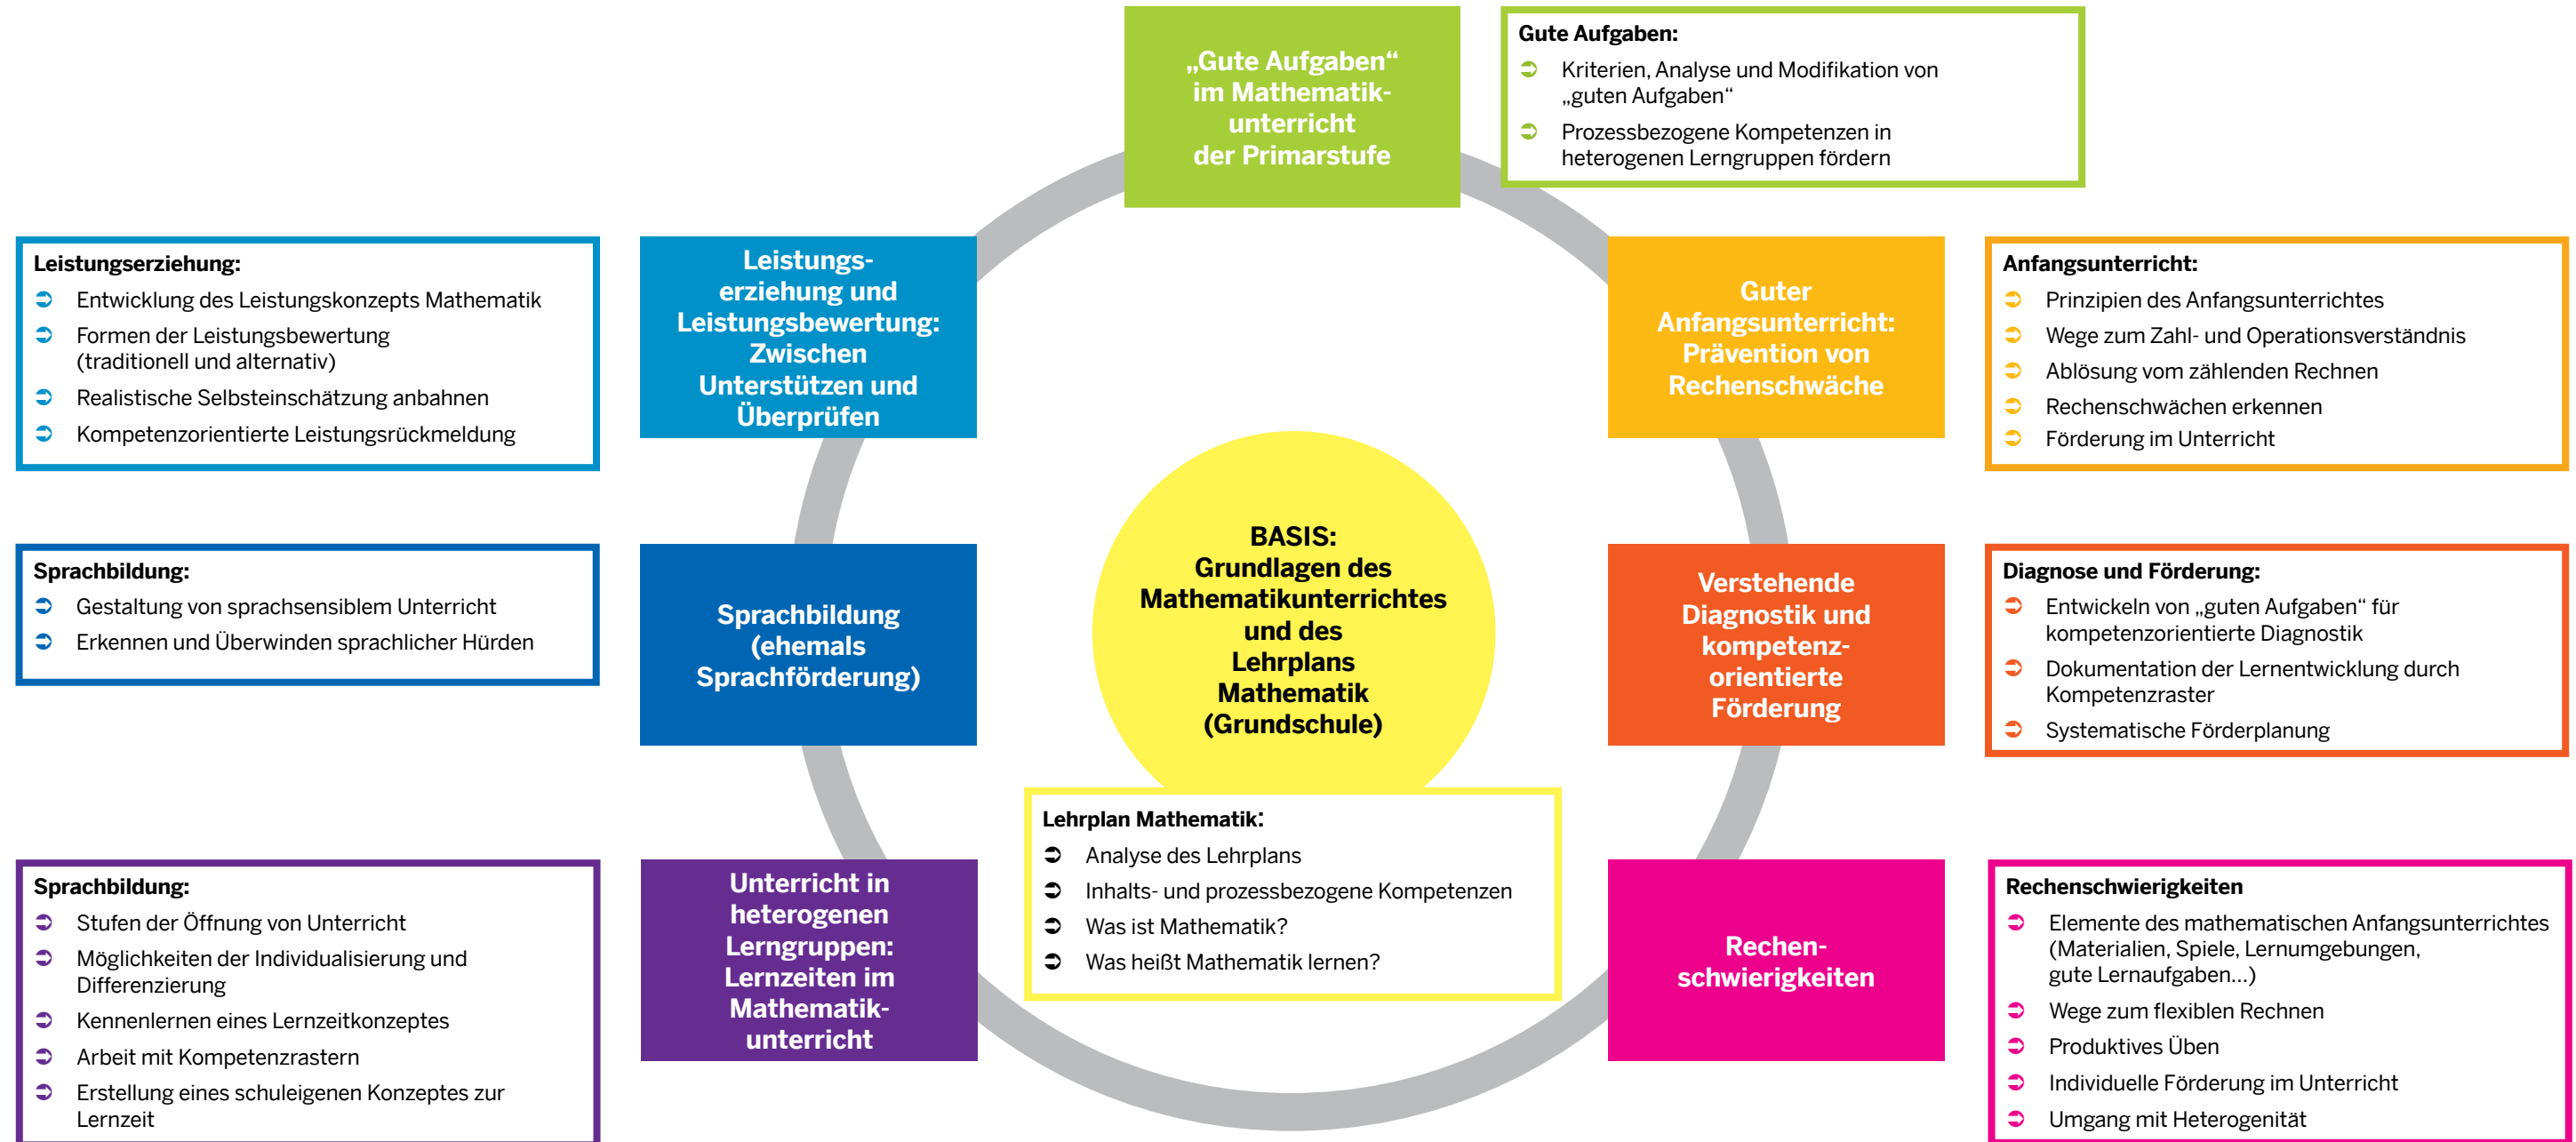 „Gute Aufgaben“
im Mathematik-
unterricht
der Primarstufe
Gute Aufgaben:
Kriterien, Analyse und Modifikation von
„guten Aufgaben“
Prozessbezogene Kompetenzen in
heterogenen Lerngruppen fördern
Leistungserziehung:
Entwicklung des Leistungskonzepts Mathematik
Formen der Leistungsbewertung
(traditionell und alternativ)
Realistische Selbsteinschätzung anbahnen
Kompetenzorientierte Leistungsrückmeldung
Leistungs-
erziehung und
Leistungsbewertung:
Zwischen
Unterstützen und
Überprüfen
Guter
Anfangsunterricht:
Prävention von
Rechenschwäche
Anfangsunterricht:
Prinzipien des Anfangsunterrichtes
Wege zum Zahl- und Operationsverständnis
Ablösung vom zählenden Rechnen
Rechenschwächen erkennen
Förderung im Unterricht
Sprachbildung:
Gestaltung von sprachsensiblem Unterricht
Erkennen und Überwinden sprachlicher Hürden
Sprachbildung
(ehemals
Sprachförderung)
BASIS:
Grundlagen des
Mathematikunterrichtes
und des
Lehrplans
Mathematik
(Grundschule)
Verstehende
Diagnostik und
kompetenz-
orientierte
Förderung
Diagnose und Förderung:
Entwickeln von „guten Aufgaben“ für
kompetenzorientierte Diagnostik
Dokumentation der Lernentwicklung durch
Kompetenzraster
Systematische Förderplanung
Lehrplan Mathematik:
Analyse des Lehrplans
Inhalts- und prozessbezogene Kompetenzen
Was ist Mathematik?
Was heißt Mathematik lernen?
Sprachbildung:
Stufen der Öffnung von Unterricht
Möglichkeiten der Individualisierung und
Differenzierung
Kennenlernen eines Lernzeitkonzeptes
Arbeit mit Kompetenzrastern
Erstellung eines schuleigenen Konzeptes zur
Lernzeit
Unterricht in
heterogenen
Lerngruppen:
Lernzeiten im
Mathematik-
unterricht
Rechen-
schwierigkeiten
Rechenschwierigkeiten
Elemente des mathematischen Anfangsunterrichtes
(Materialien, Spiele, Lernumgebungen,
gute Lernaufgaben...)
Wege zum flexiblen Rechnen
Produktives Üben
Individuelle Förderung im Unterricht
Umgang mit Heterogenität